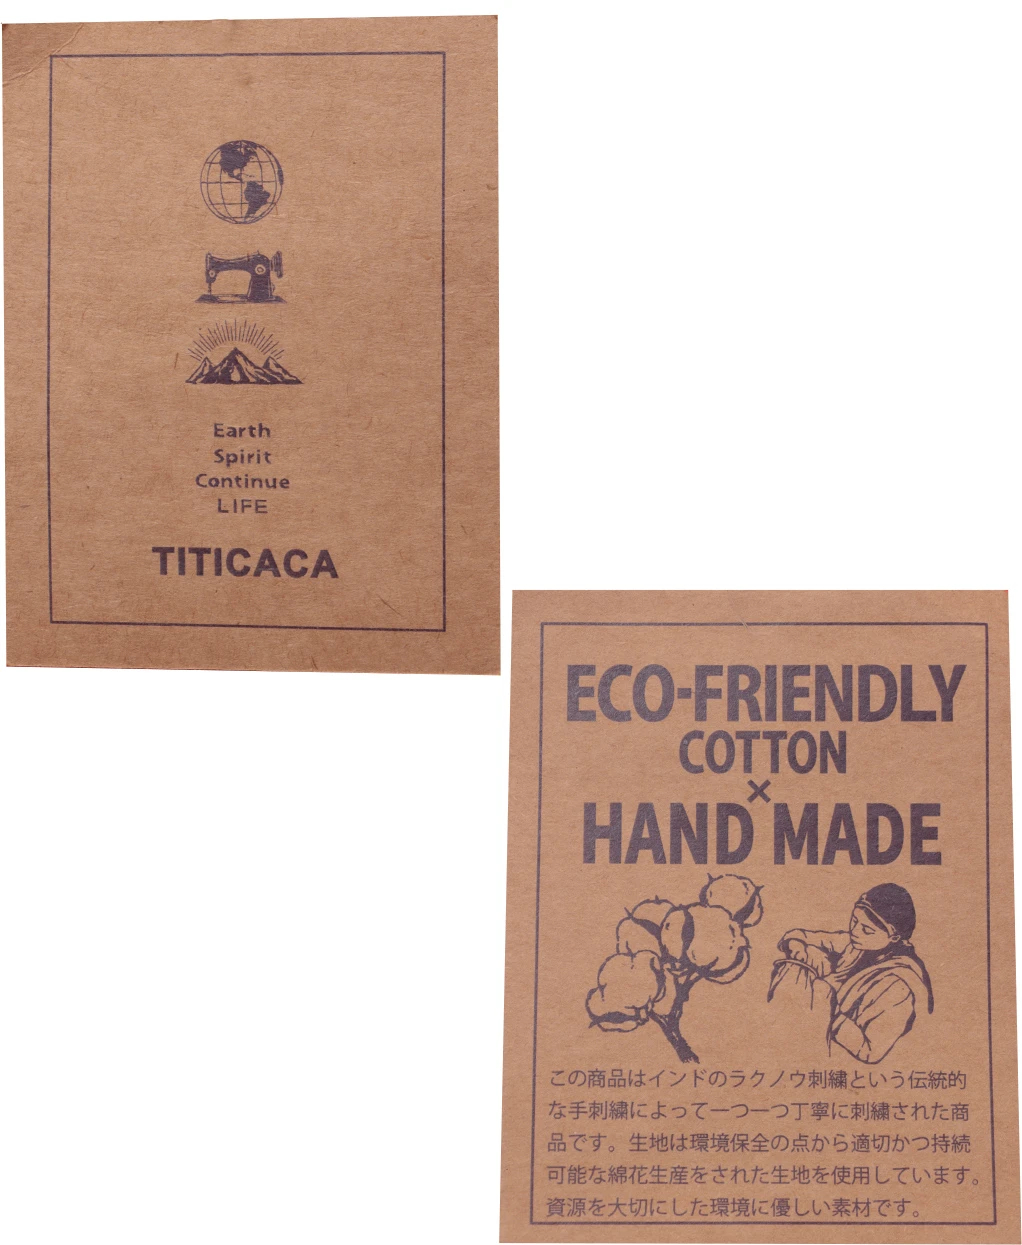 Earth
Spirit
Continue
LIFE
TITICACA
ECO-FRIENDLY
COTTON
×
HAND MADE
この商品はインドのラクノウ刺繍という伝統的
な手刺繍によって一つ一つ丁寧に刺繍された商
品です。生地は環境保全の点から適切かつ持続
可能な綿花生産をされた生地を使用しています。
資源を大切にした環境に優しい素材です。